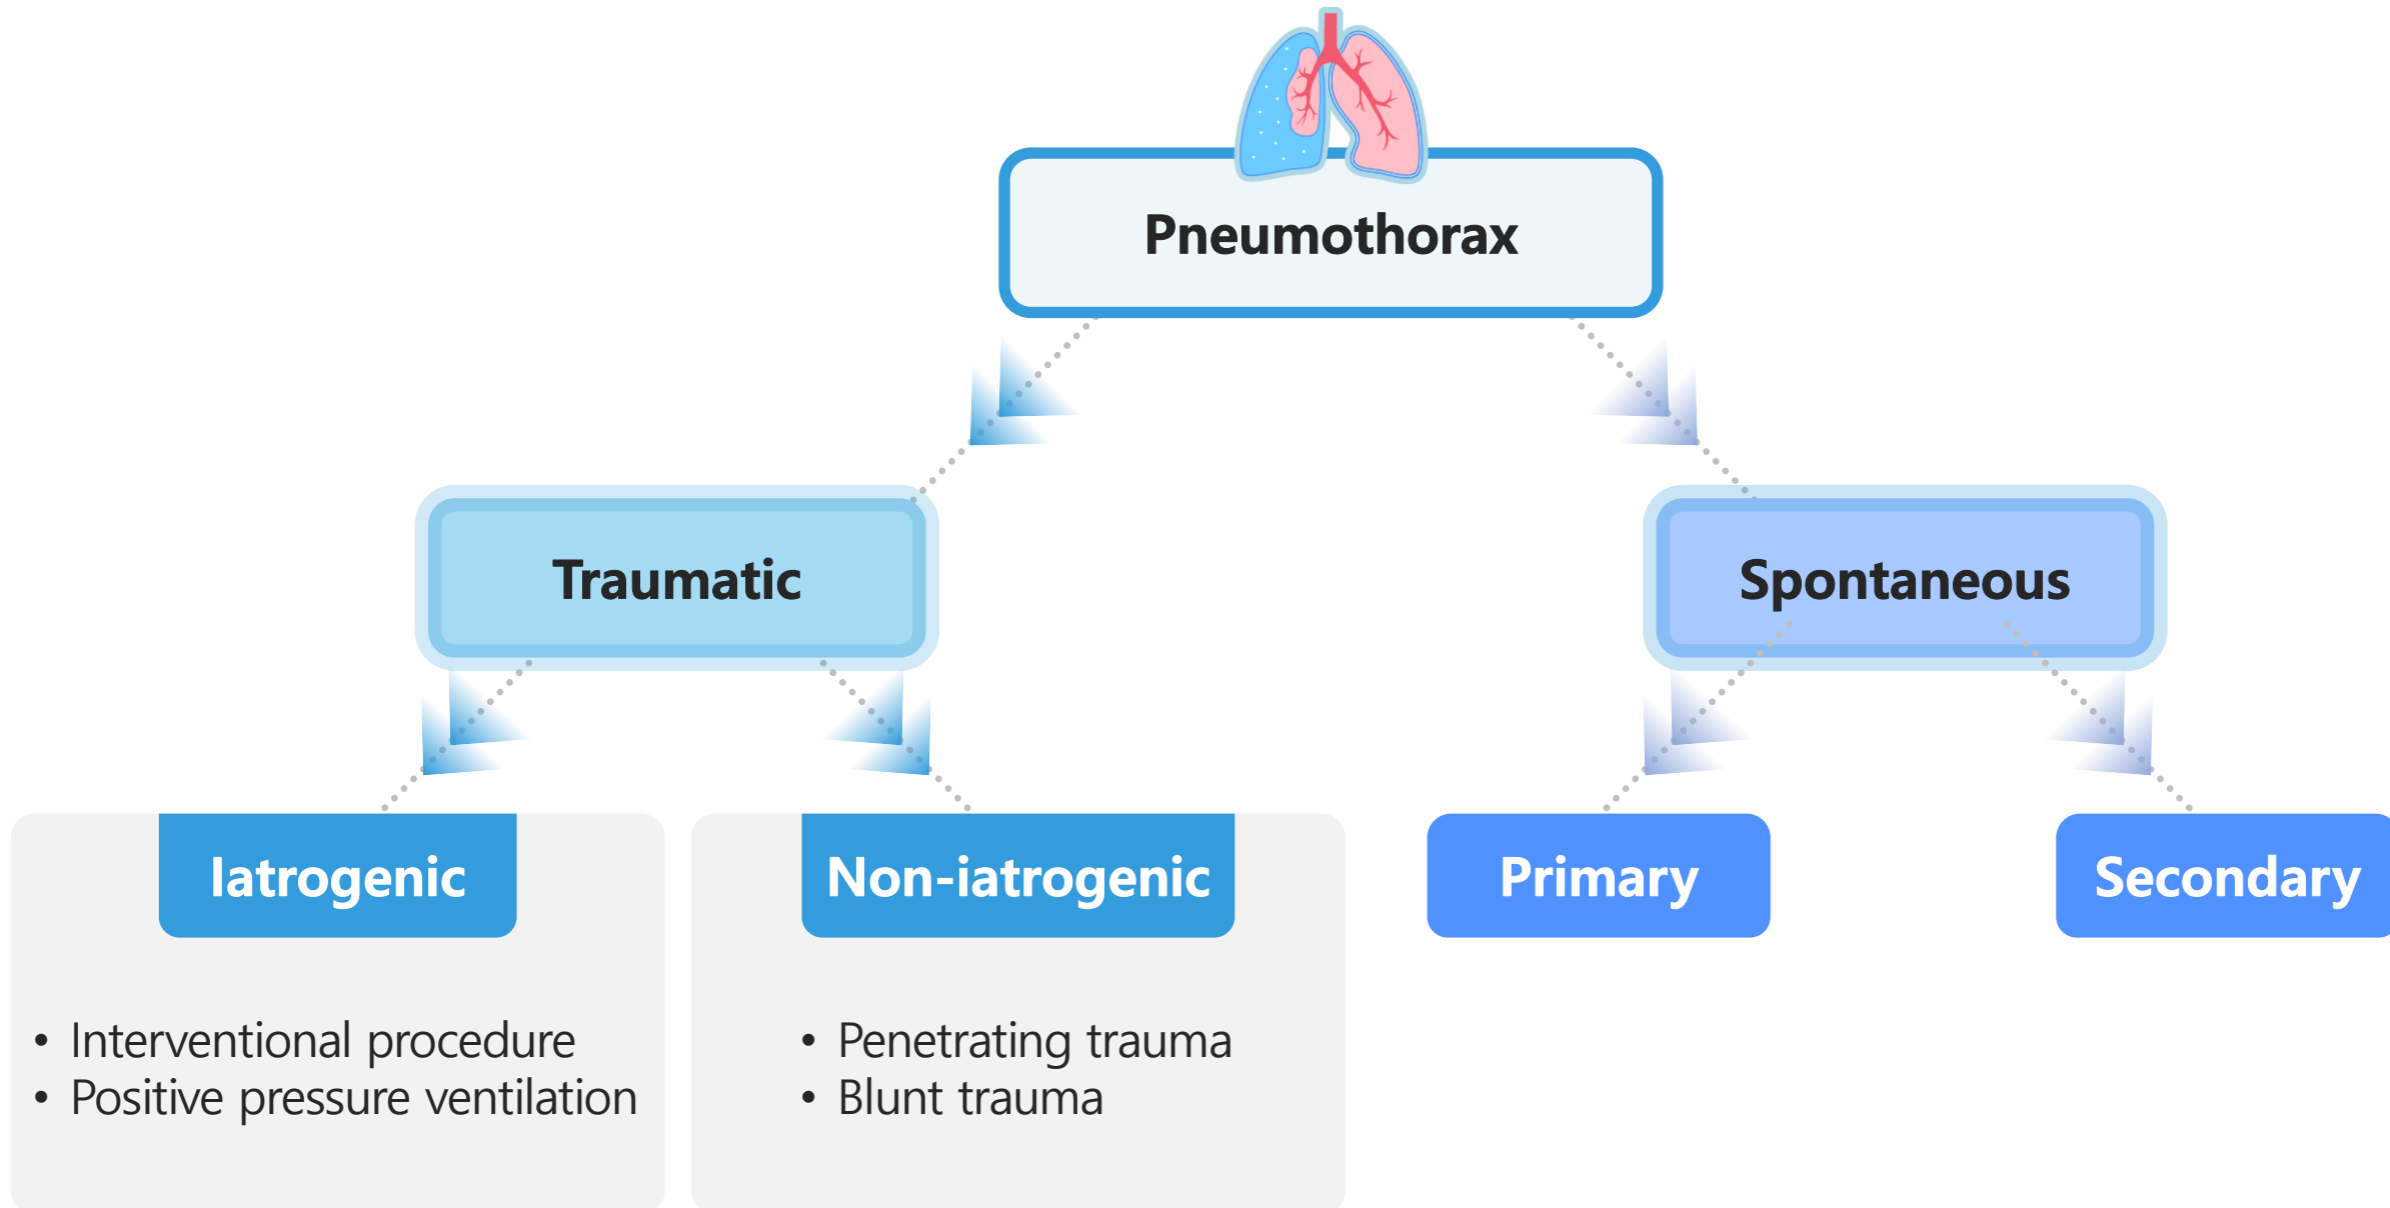 Pneumothorax
Traumatic
Spontaneous
Iatrogenic
Non-iatrogenic
Primary
Secondary
• Interventional procedure
• Positive pressure ventilation
• Penetrating trauma
• Blunt trauma